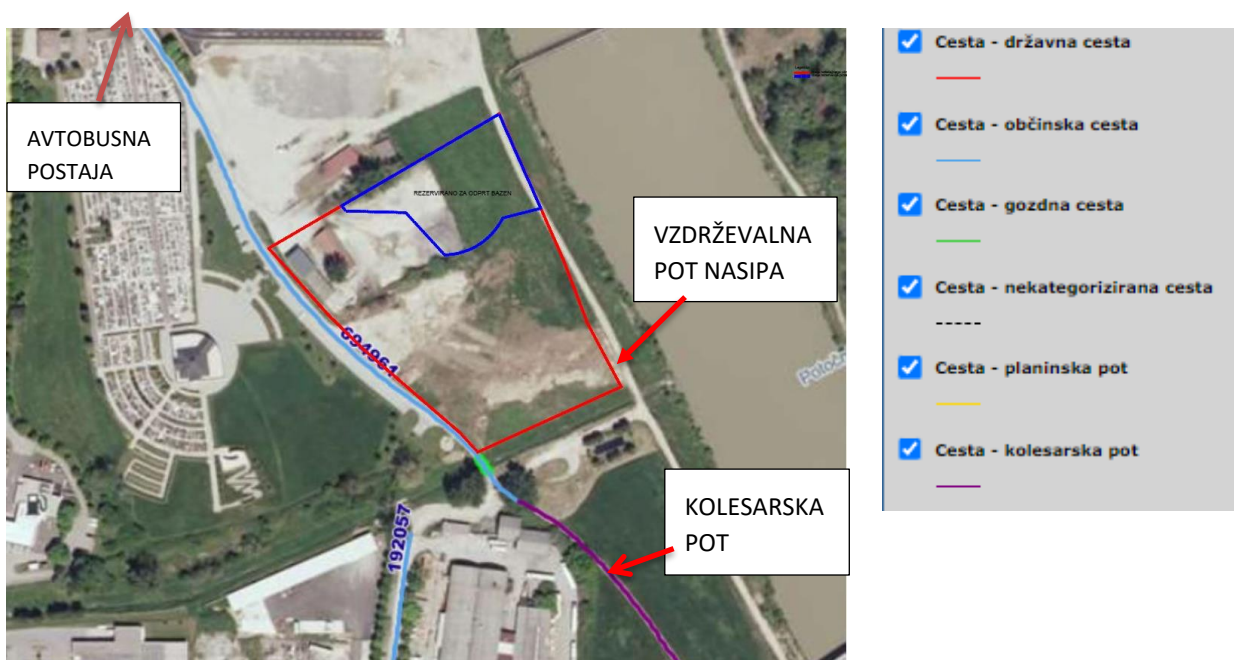 AVTOBUSNA
POSTAJA
REZERVIRANO ZA ODPRT BAZEN
VZDRŽEVALNA
POT NASIPA
694961
KOLESARSKA
POT
192057
Cesta - državna cesta
Cesta - občinska cesta
Cesta - gozdna cesta
Cesta - nekategorizirana cesta
Cesta - planinska pot
Cesta - kolesarska pot